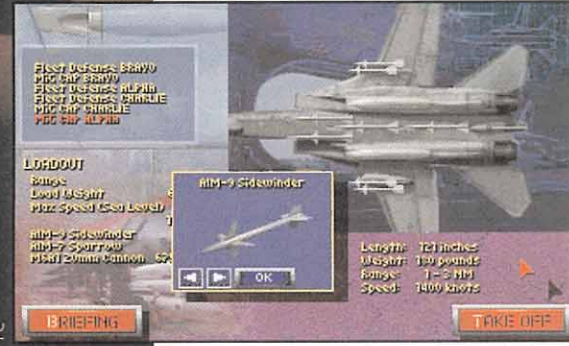 Fleet Defense BRAVO
MiG CAP BRAVO
Fleet Defense ALPHA
Fleet Defense CHARLIE
MiG CAP CHARLIE
MiG CAP ALPHA
LOADOUT
Range
Load Weight
Max Speed (Sea Level)
AIM-9 Sidewinder
AIM-7 Sparrow
M61A1 20mm Cannon
AIM-9 Sidewinder
OK
Length: 121 inches
Weight: 190 pounds
Range: 1 - 3 NM
Speed: 1400 knots
BRIEFING
TAKE OFF